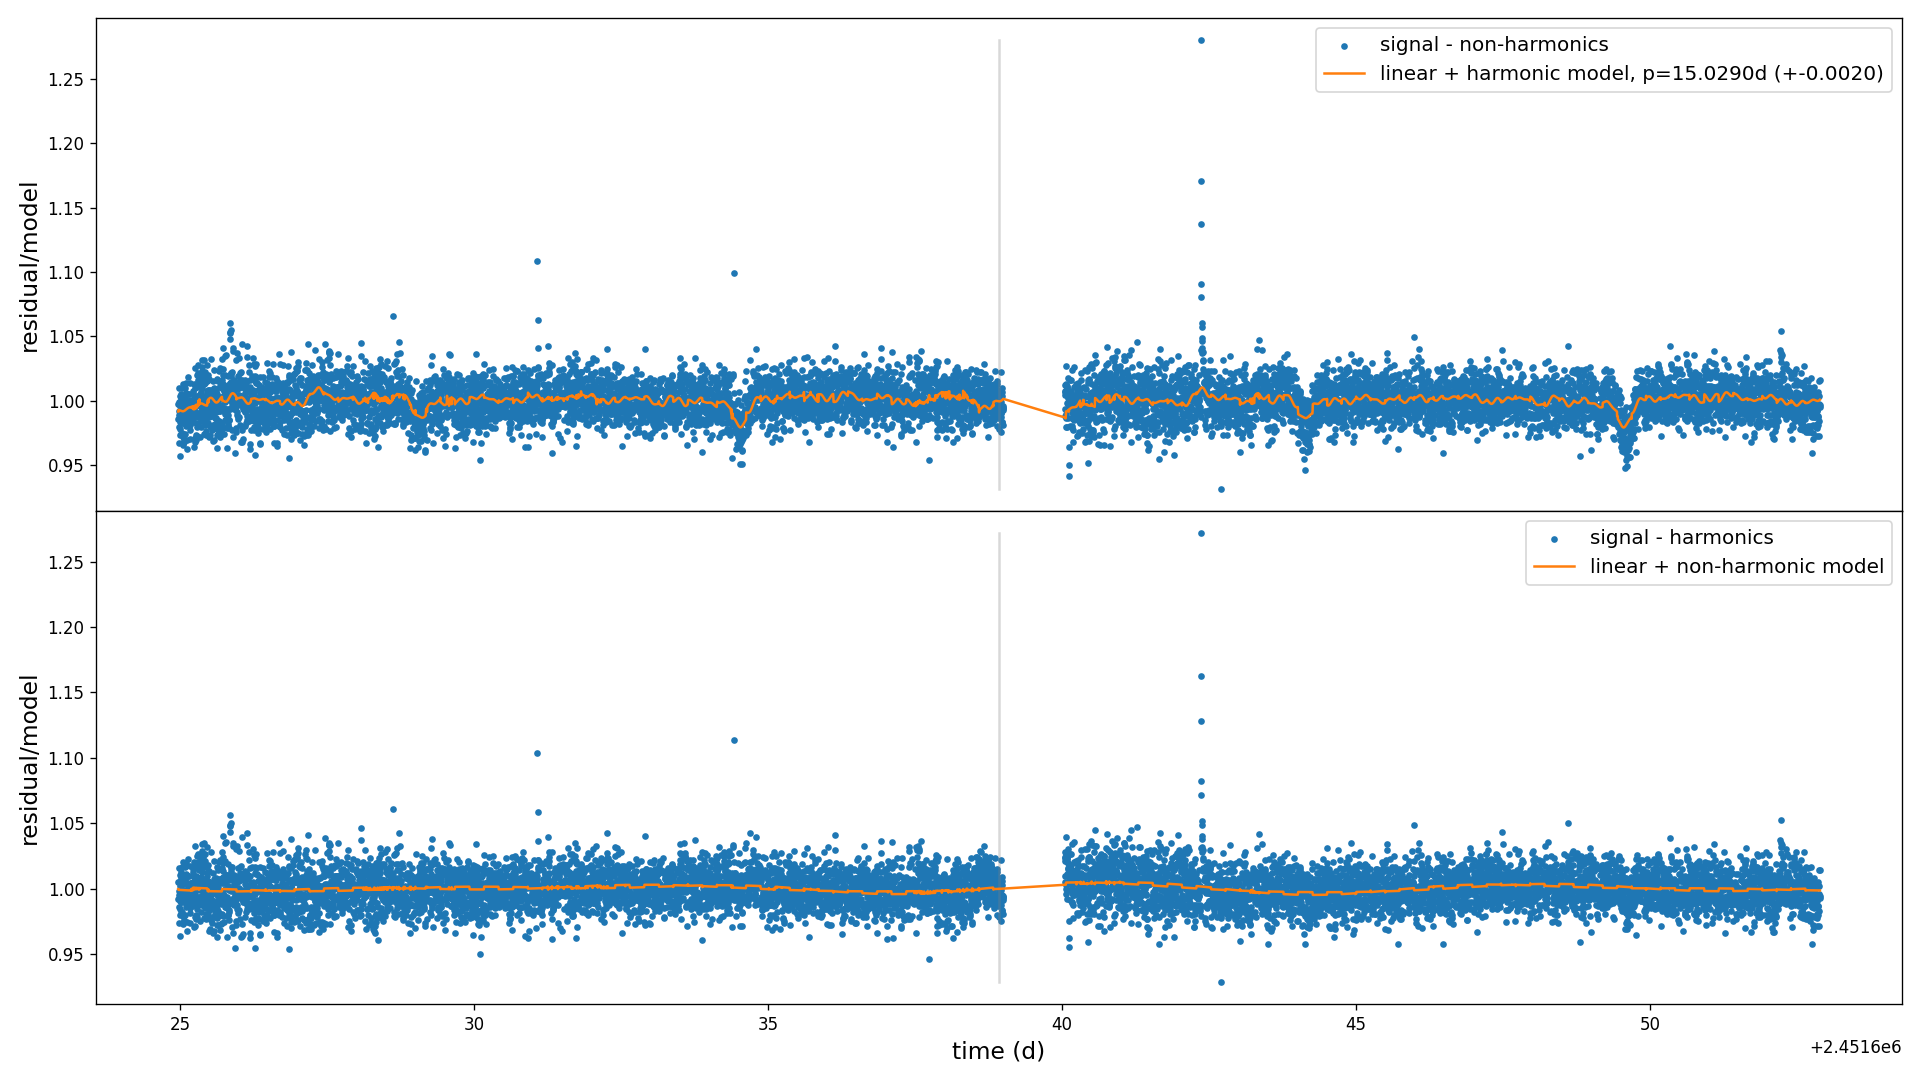 signal - non-harmonics
linear + harmonic model, p=15.0290d (+-0.0020)
residual/model
1.25
1.20
1.15
1.10
1.05
1.00
0.95
signal - harmonics
linear + non-harmonic model
residual/model
1.25
1.20
1.15
1.10
1.05
1.00
0.95
25 30 35 40 45 50
time (d)
+2.4516e6